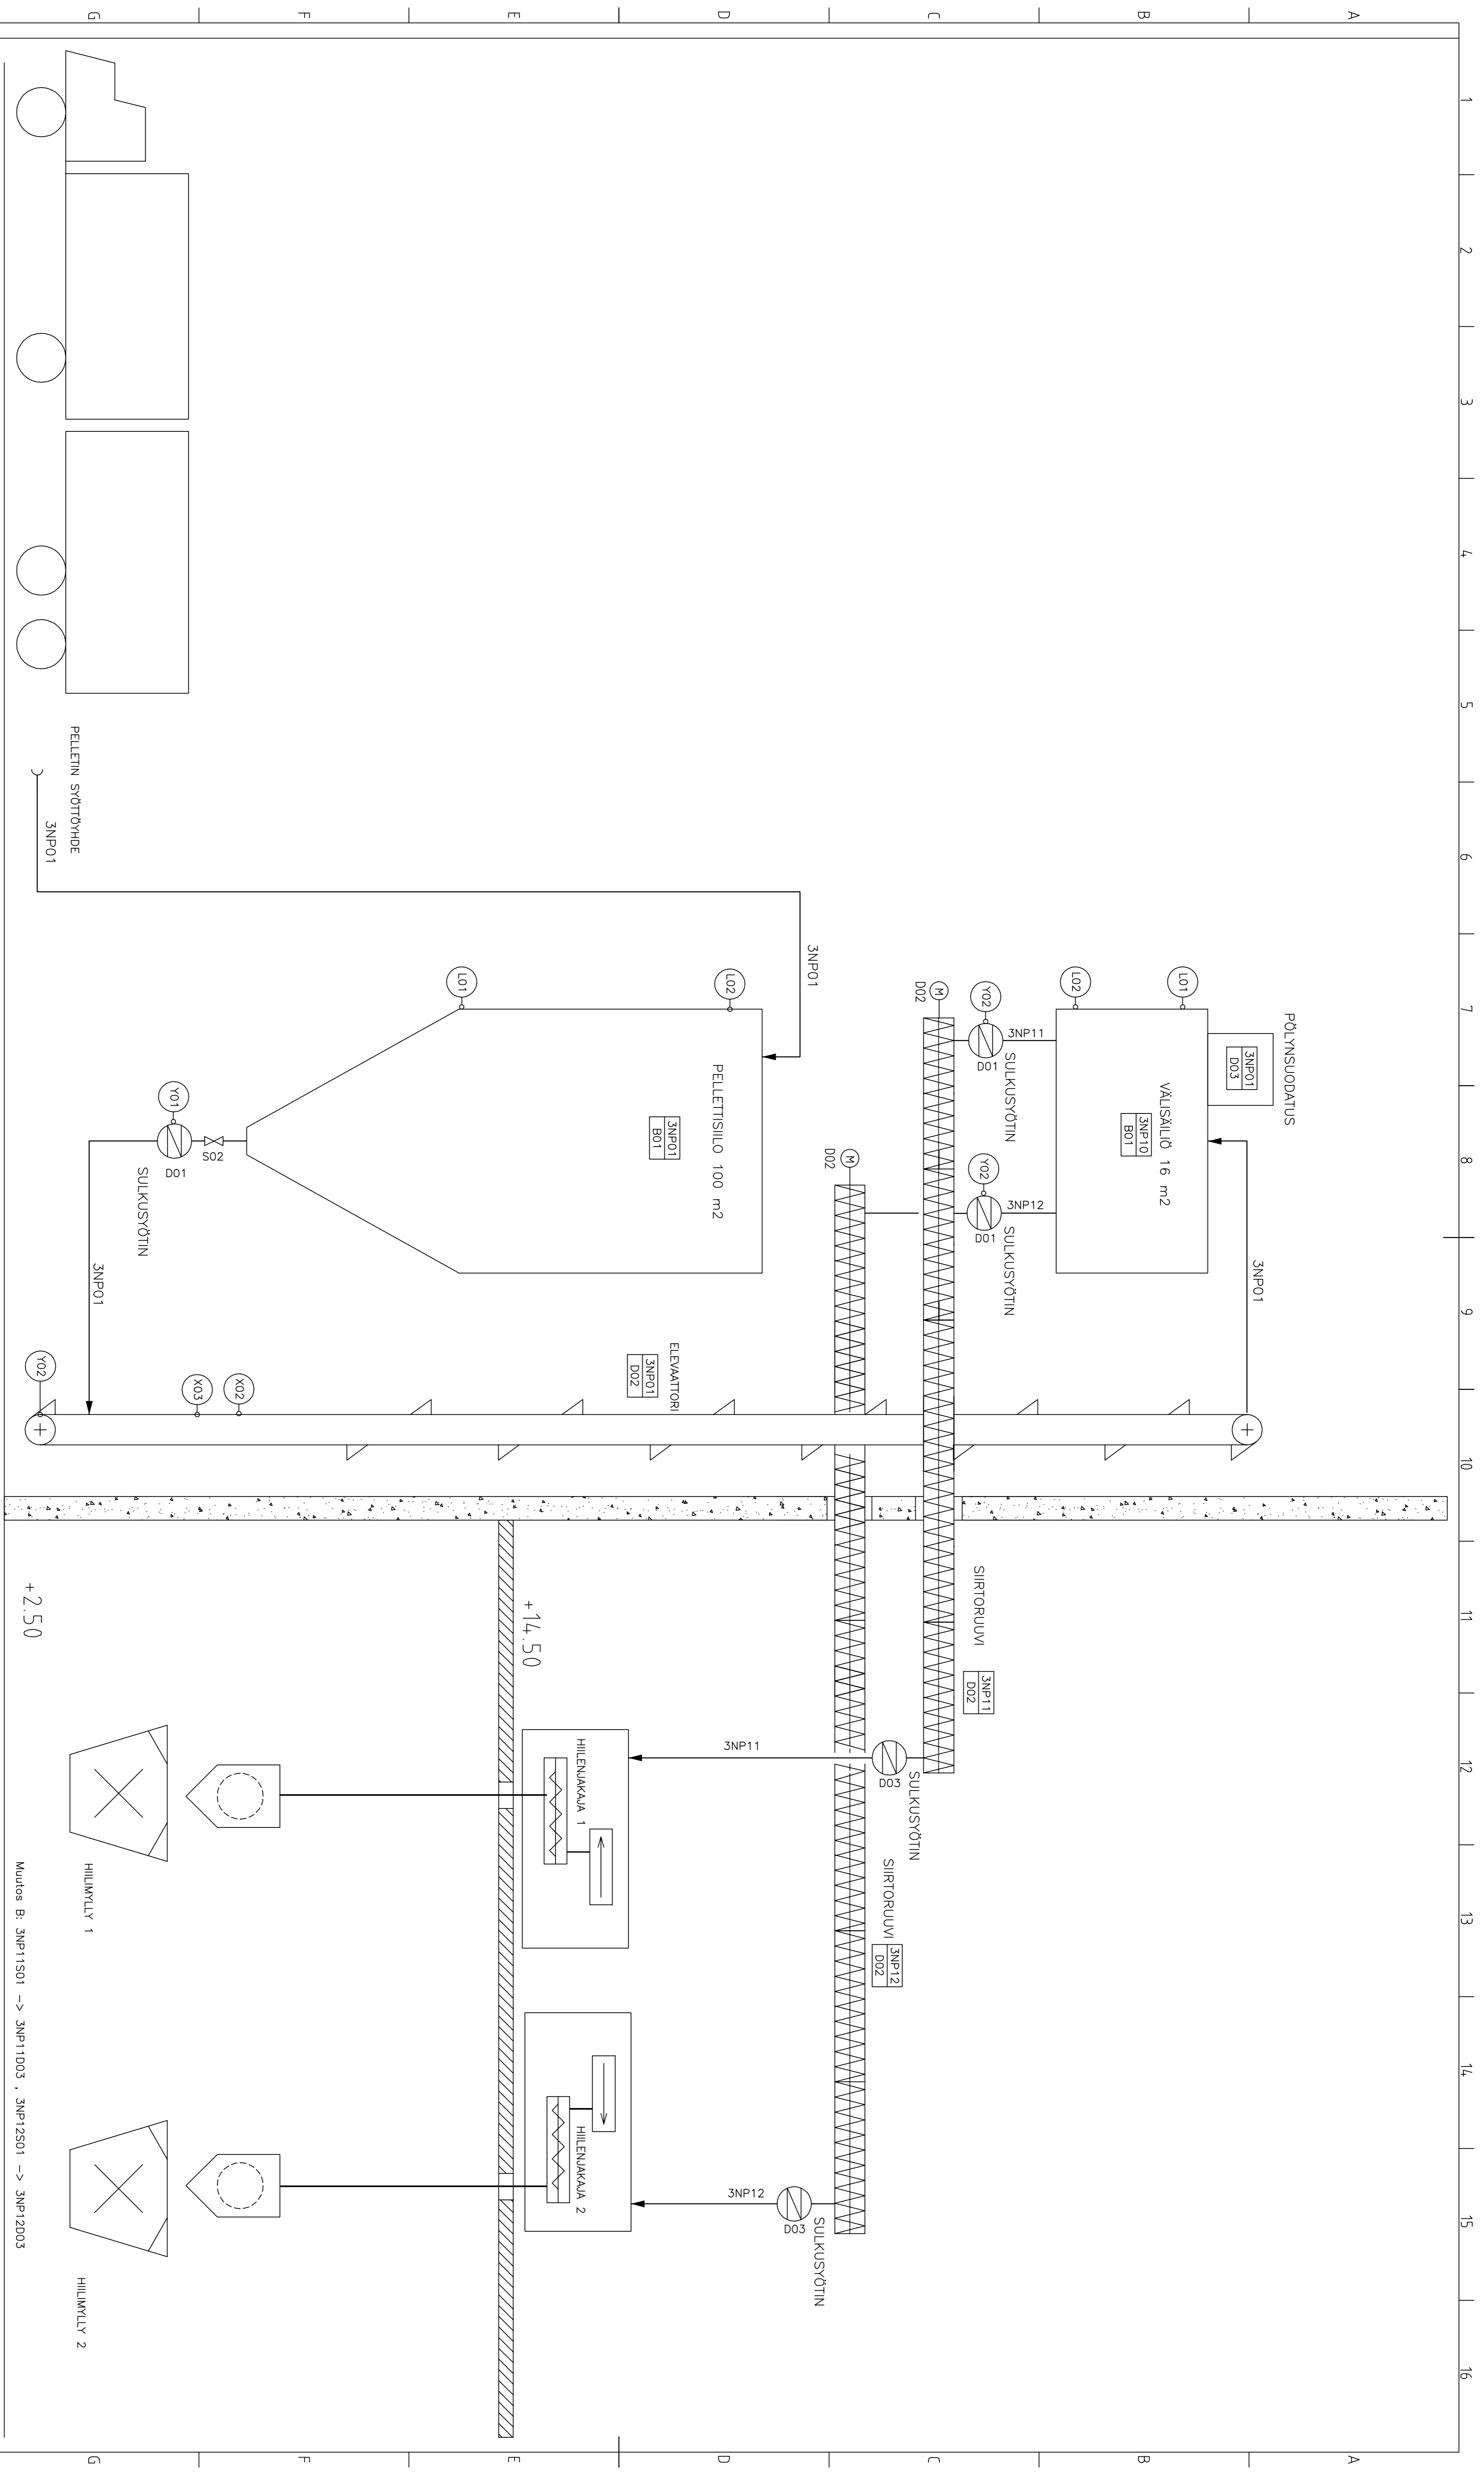 1
2
3
4
5
6
7
8
9
10
11
12
13
14
15
16
A
A
B
B
C
C
D
D
E
E
F
F
G
G
PÖLYNSUODATUS
3NP01
D03
L01
L02
VÄLISÄILIÖ 16 m2
3NP10
B01
3NP01
3NP11
Y02
D01
SULKUSYÖTIN
3NP12
Y02
D01
SULKUSYÖTIN
M
D02
M
D02
SIIRTORUUVI
3NP11
D02
D03
SULKUSYÖTIN
SIIRTORUUVI
3NP12
D02
D03
SULKUSYÖTIN
3NP01
L02
PELLETTISIILO 100 m2
3NP01
B01
L01
ELEVAATTORI
3NP01
D02
3NP11
3NP12
HIILENJAKAJA 1
HIILENJAKAJA 2
+14.50
S02
Y01
D01
SULKUSYÖTIN
X02
X03
3NP01
Y02
PELLETIN SYÖTTÖYHDE
3NP01
+2.50
HIILIMYLLY 1
HIILIMYLLY 2
Muutos B: 3NP11S01 -> 3NP11D03 , 3NP12S01 -> 3NP12D03